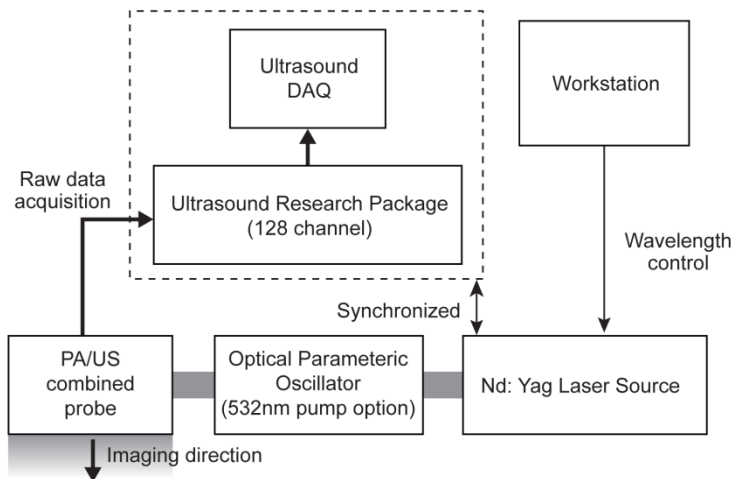 Ultrasound
DAQ
Workstation
Raw data
acquisition
Ultrasound Research Package
(128 channel)
Wavelength
control
Synchronized
PA/US
combined
probe
Optical Parameteric
Oscillator
(532nm pump option)
Nd: Yag Laser Source
Imaging direction